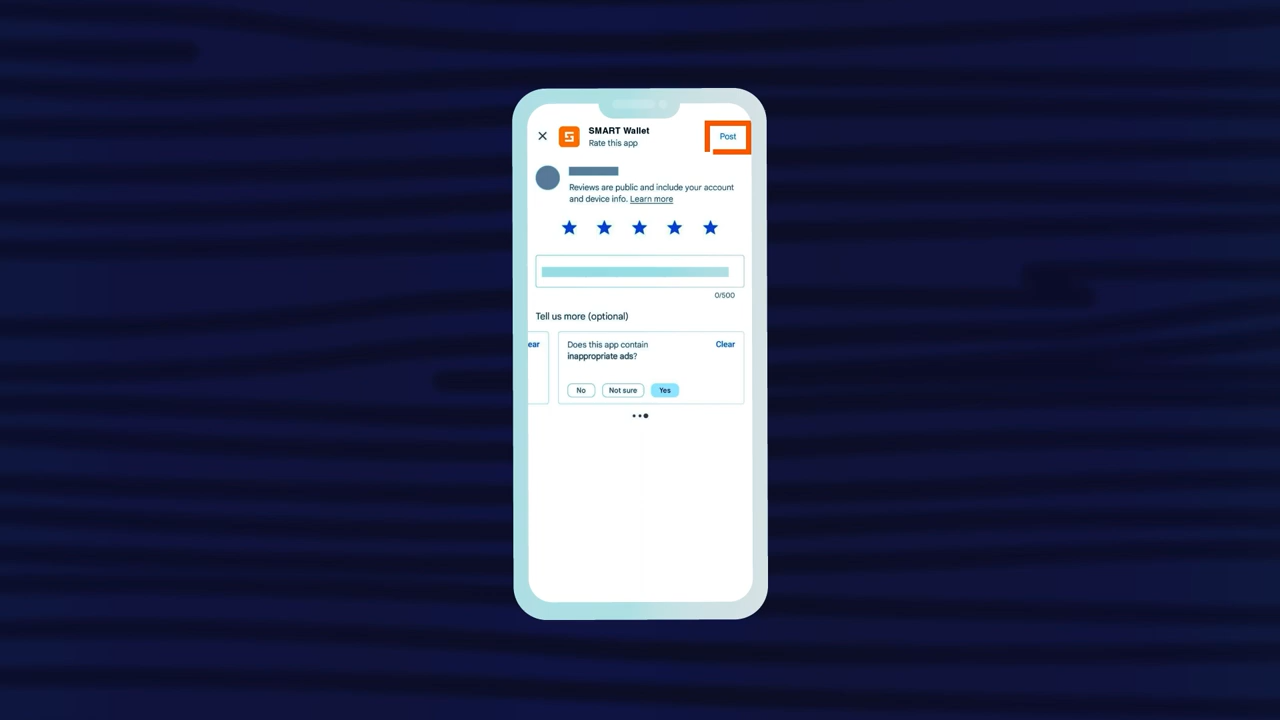 SMART Wallet
Rate this app
Post
Reviews are public and include your account
and device info. Learn more
0/500
Tell us more (optional)
ear
Does this app contain
inappropriate ads?
Clear
No
Not sure
Yes